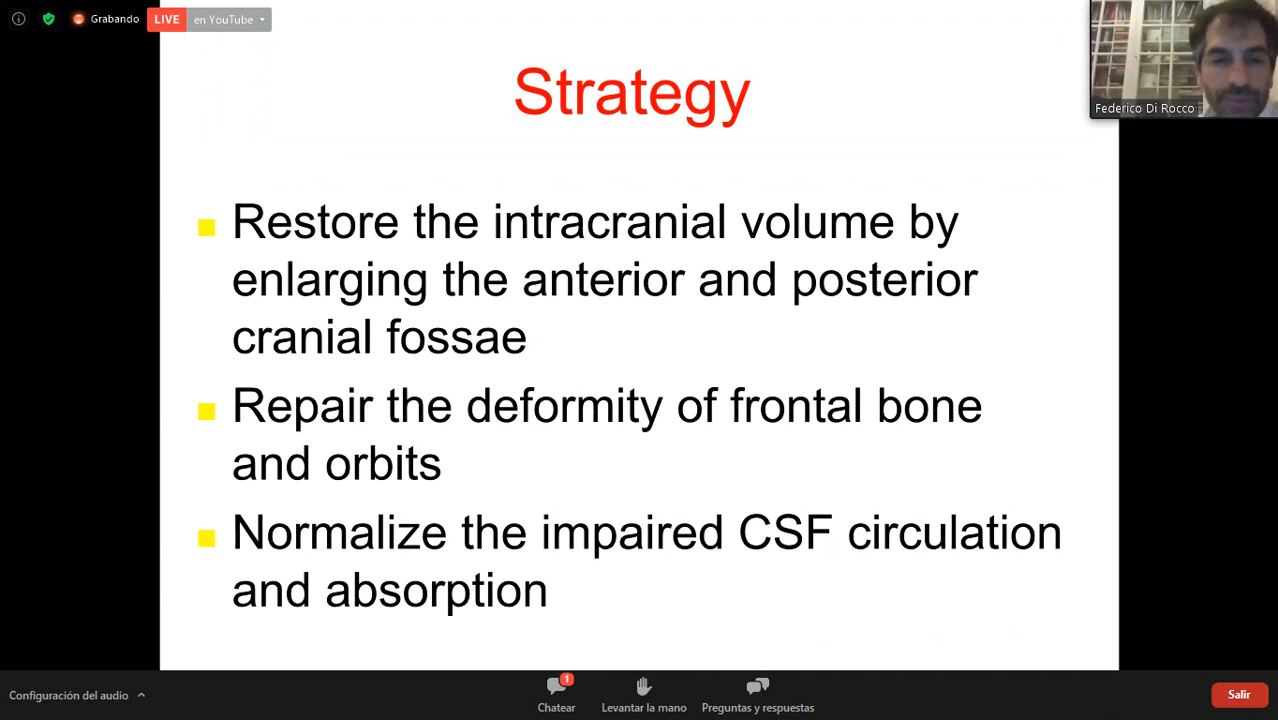 Grabando
LIVE
en YouTube
Strategy
Federico Di Rocco
Restore the intracranial volume by
enlarging the anterior and posterior
cranial fossae
Repair the deformity of frontal bone
and orbits
Normalize the impaired CSF circulation
and absorption
Configuración del audio
1
Chatear
Levantar la mano
Preguntas y respuestas
Salir